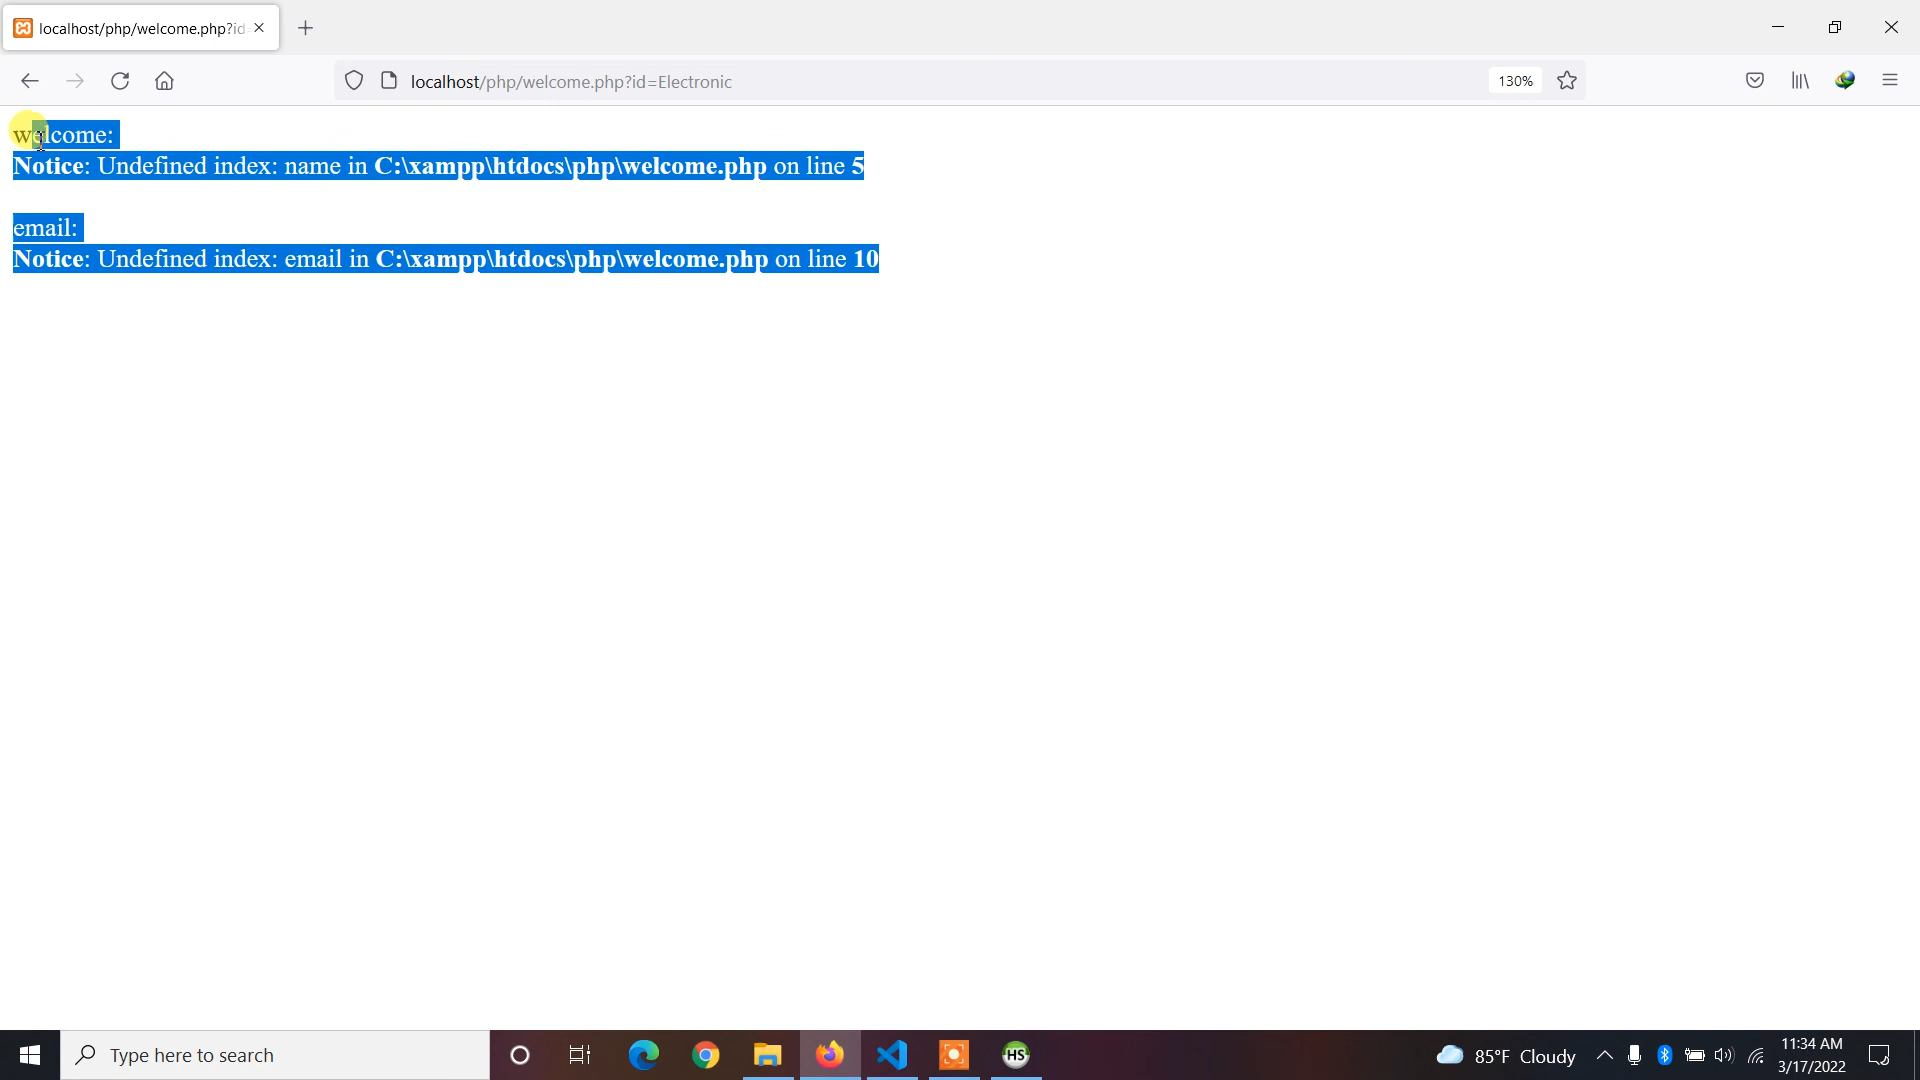 localhost/php/welcome.php?id
localhost/php/welcome.php?id=Electronic
130%
welcome:
Notice: Undefined index: name in C:\xampp\htdocs\php\welcome.php on line 5
email:
Notice: Undefined index: email in C:\xampp\htdocs\php\welcome.php on line 10
Type here to search
HS
85°F Cloudy
11:34 AM
3/17/2022